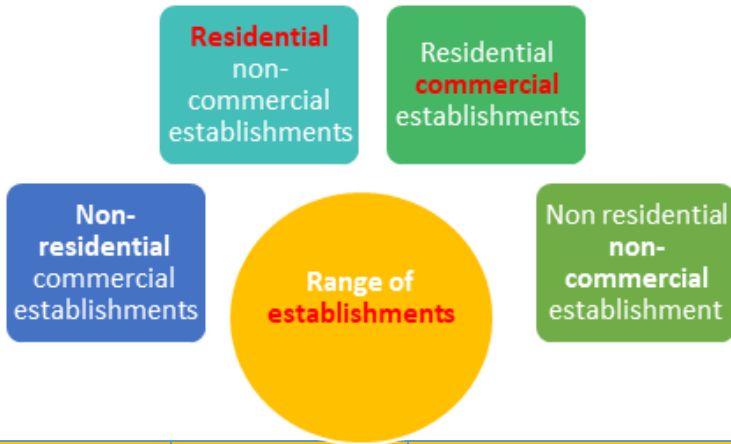 Residential
non-
commercial
establishments
Residential
commercial
establishments
Non-
residential
commercial
establishments
Range of
establishments
Non residential
non-
commercial
establishment